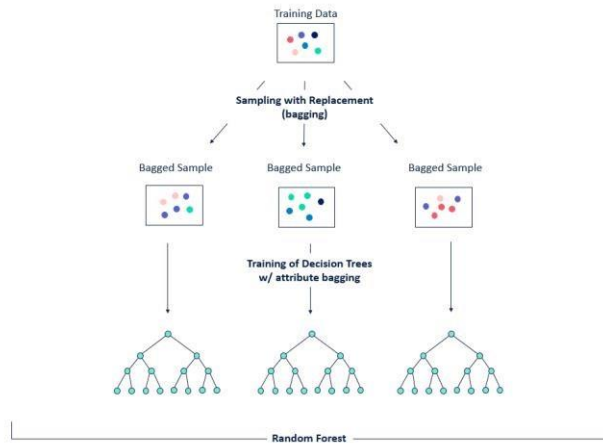 Training Data
Sampling with Replacement
(bagging)
Bagged Sample
Bagged Sample
Bagged Sample
Training of Decision Trees
w/ attribute bagging
Random Forest